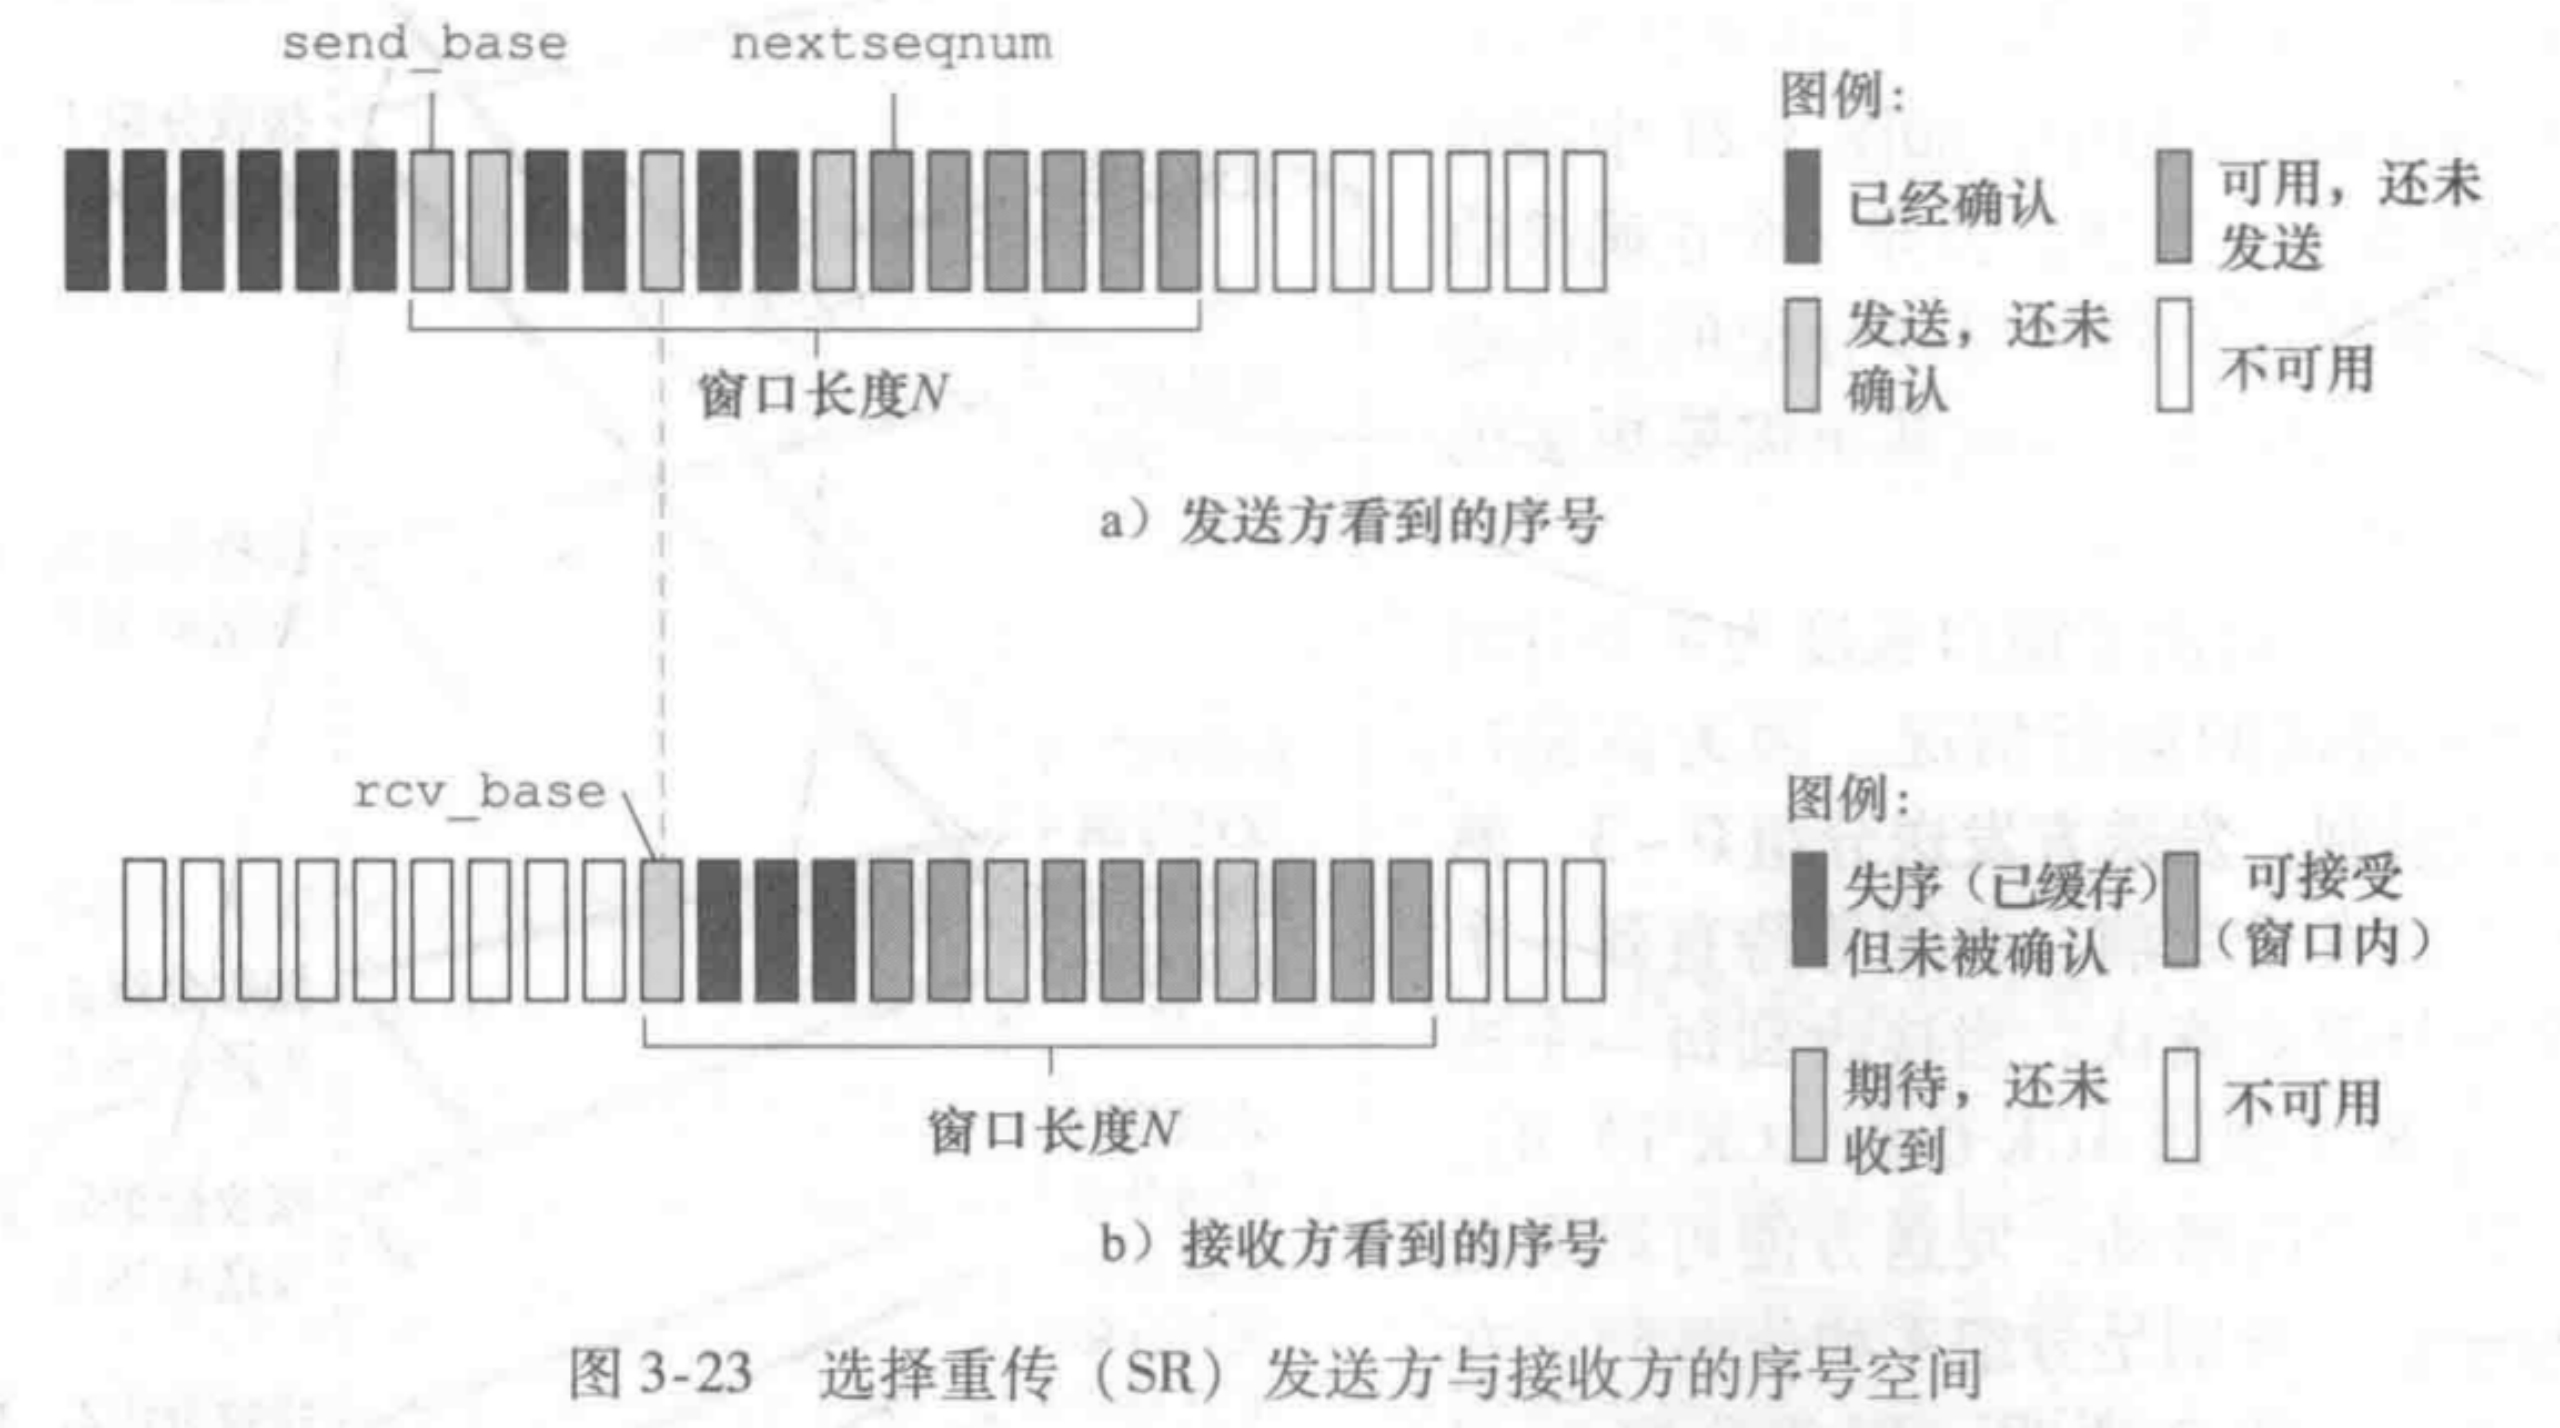 send_base
nextseqnum
图例:
已经确认
可用，还未
发送
发送，还未
确认
不可用
窗口长度N
a）发送方看到的序号
rcv_base
图例:
失序（已缓存）
但未被确认
可接受
（窗口内）
期待，还未
收到
不可用
窗口长度N
b）接收方看到的序号
图 3-23 选择重传（SR）发送方与接收方的序号空间